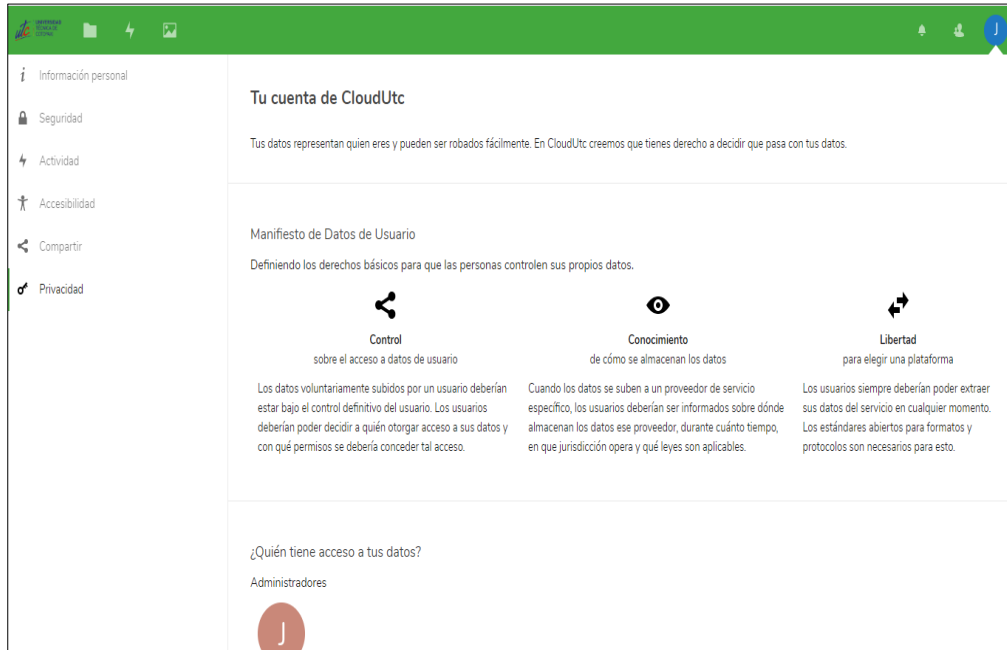 utc UNIVERSIDAD
TÉCNICA DE
COTOPAXI
J
Información personal
Seguridad
Actividad
Accesibilidad
Compartir
Privacidad
Tu cuenta de CloudUtc
Tus datos representan quien eres y pueden ser robados fácilmente. En CloudUtc creemos que tienes derecho a decidir que pasa con tus datos.
Manifiesto de Datos de Usuario
Definiendo los derechos básicos para que las personas controlen sus propios datos.
Control
sobre el acceso a datos de usuario
Los datos voluntariamente subidos por un usuario deberían
estar bajo el control definitivo del usuario. Los usuarios
deberían poder decidir a quién otorgar acceso a sus datos y
con qué permisos se debería conceder tal acceso.
Conocimiento
de cómo se almacenan los datos
Cuando los datos se suben a un proveedor de servicio
específico, los usuarios deberían ser informados sobre dónde
almacenan los datos ese proveedor, durante cuánto tiempo,
en que jurisdicción opera y qué leyes son aplicables.
Libertad
para elegir una plataforma
Los usuarios siempre deberían poder extraer
sus datos del servicio en cualquier momento.
Los estándares abiertos para formatos y
protocolos son necesarios para esto.
¿Quién tiene acceso a tus datos?
Administradores
J